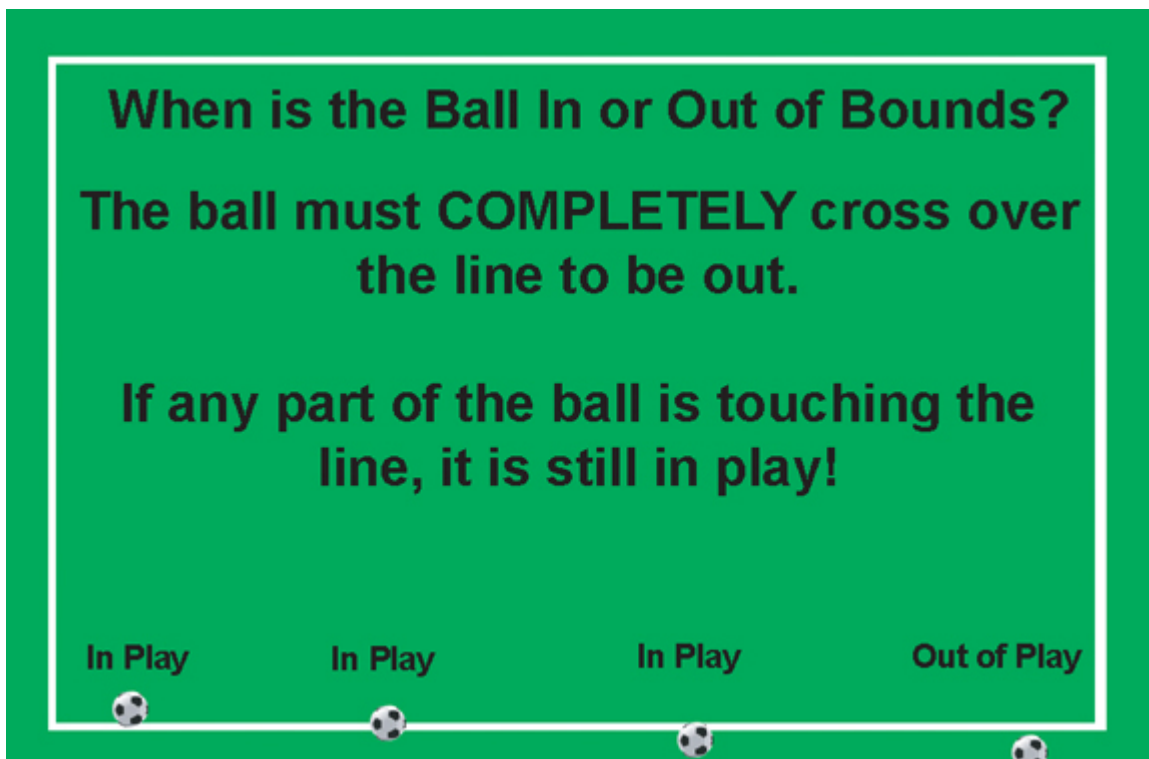 When is the Ball In or Out of Bounds?
The ball must COMPLETELY cross over
the line to be out.
If any part of the ball is touching the
line, it is still in play!
In Play
In Play
In Play
Out of Play